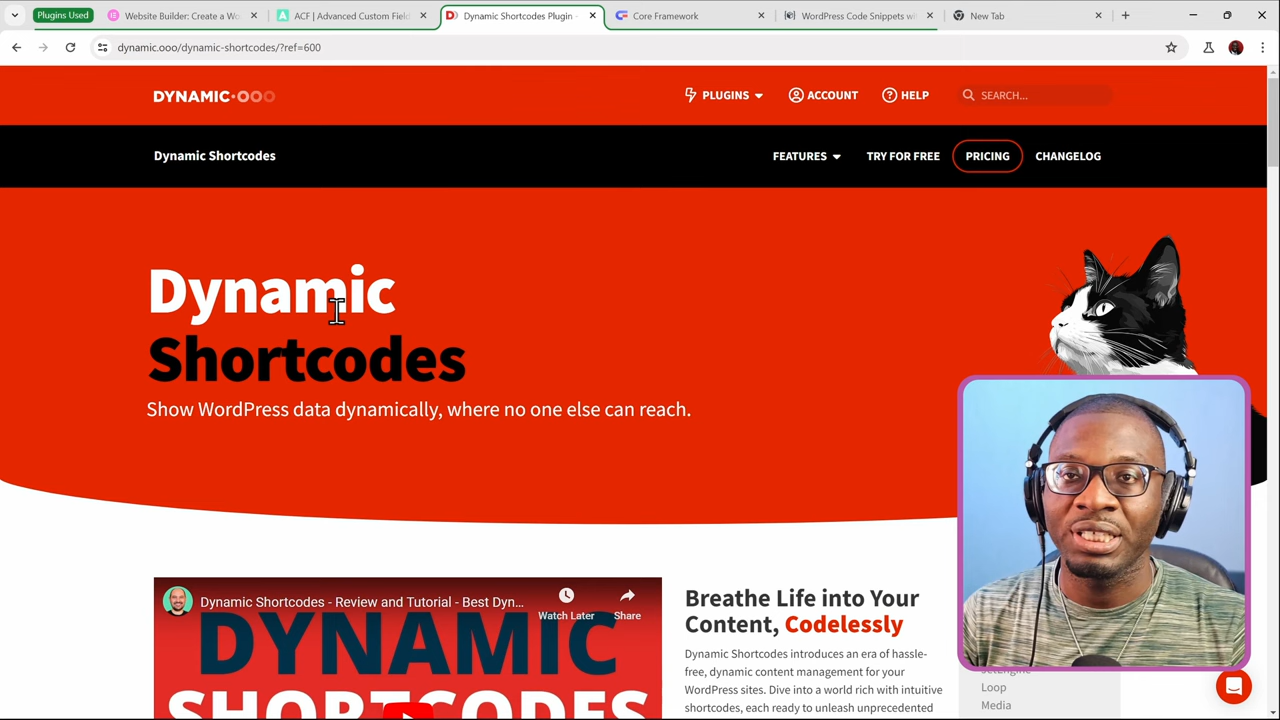 Plugins Used
Website Builder: Create a Wo
ACF | Advanced Custom Field
Dynamic Shortcodes Plugin -
Core Framework
WordPress Code Snippets wi
New Tab
dynamic.ooo/dynamic-shortcodes/?ref=600
DYNAMIC•OOO
PLUGINS
ACCOUNT
HELP
SEARCH...
Dynamic Shortcodes
FEATURES
TRY FOR FREE
PRICING
CHANGELOG
Dynamic
Shortcodes
Show WordPress data dynamically, where no one else can reach.
Dynamic Shortcodes - Review and Tutorial - Best Dyn...
Watch Later
Share
DYNAMIC
SHORTCODES
Breathe Life into Your
Content, Codelessly
Dynamic Shortcodes introduces an era of hassle-
free, dynamic content management for your
WordPress sites. Dive into a world rich with intuitive
shortcodes, each ready to unleash unprecedented
JetEngine
Loop
Media